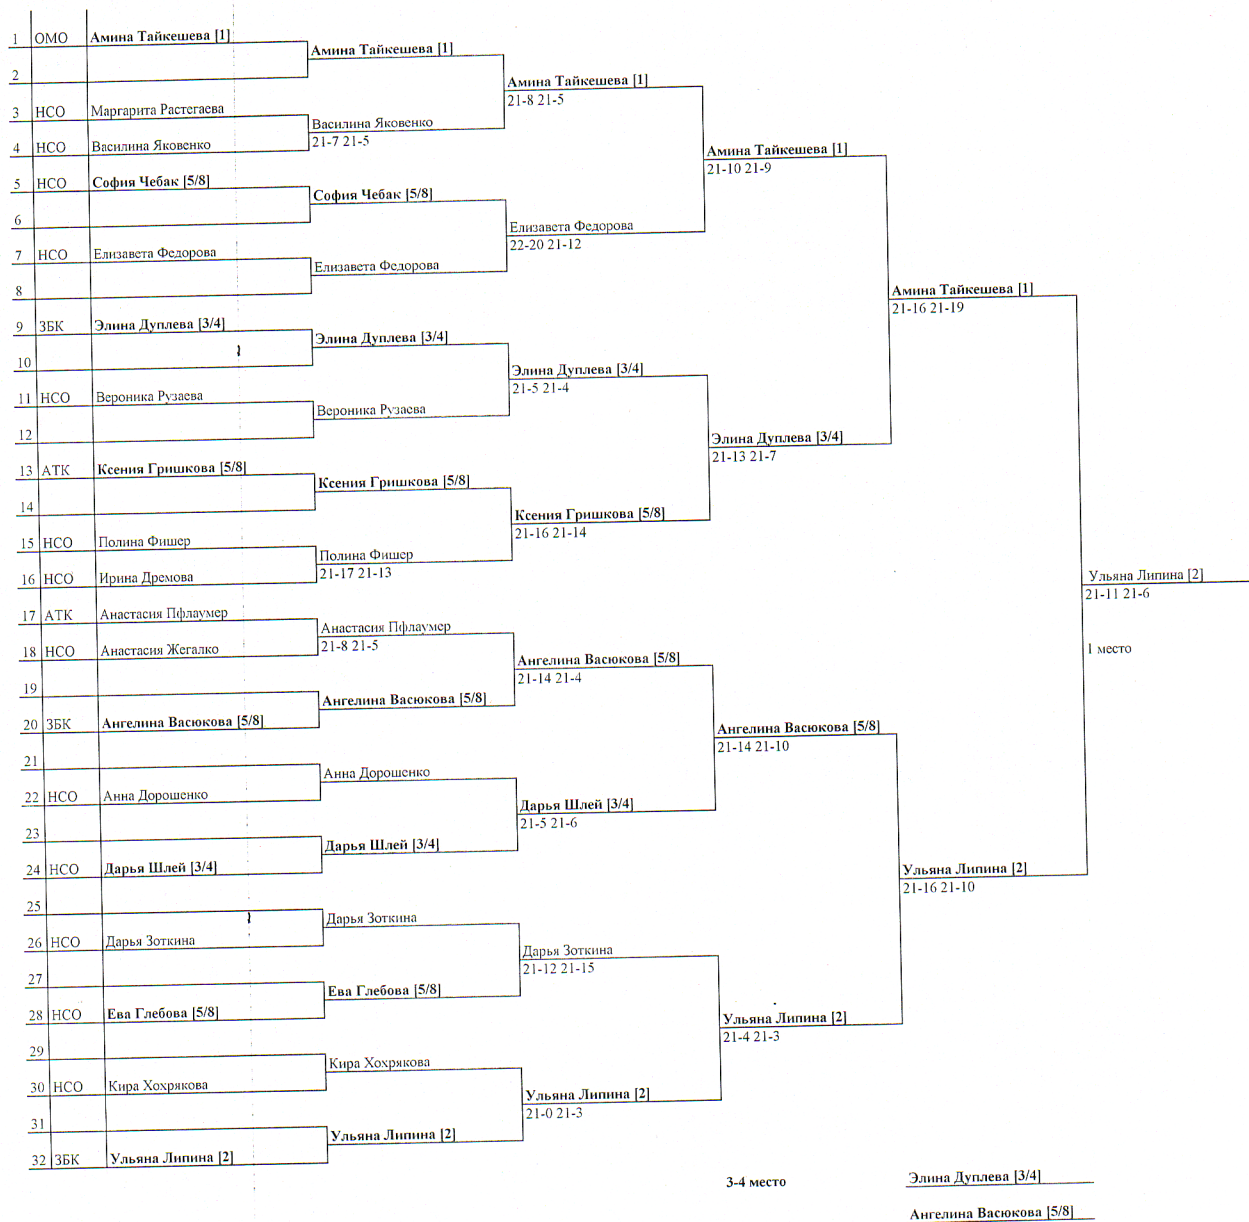 1 ОМО Амина Тайкешева [1]
Амина Тайкешева [1]
2
Амина Тайкешева [1]
21-8 21-5
3 НСО Маргарита Растегаева
Василина Яковенко
21-7 21-5
4 НСО Василина Яковенко
Амина Тайкешева [1]
21-10 21-9
5 НСО София Чебак [5/8]
София Чебак [5/8]
6
Елизавета Федорова
22-20 21-12
7 НСО Елизавета Федорова
Елизавета Федорова
8
Амина Тайкешева [1]
21-16 21-19
9 ЗБК Элина Дуплева [3/4]
Элина Дуплева [3/4]
10
Элина Дуплева [3/4]
21-5 21-4
11 НСО Вероника Рузаева
Вероника Рузаева
12
Элина Дуплева [3/4]
21-13 21-7
13 АТК Ксения Гришкова [5/8]
Ксения Гришкова [5/8]
14
Ксения Гришкова [5/8]
21-16 21-14
15 НСО Полина Фишер
Полина Фишер
21-17 21-13
16 НСО Ирина Дремова
Ульяна Липина [2]
21-11 21-6
1 место
17 АТК Анастасия Пфлаумер
Анастасия Пфлаумер
21-8 21-5
18 НСО Анастасия Жегалко
Ангелина Васюкова [5/8]
21-14 21-4
19
Ангелина Васюкова [5/8]
20 ЗБК Ангелина Васюкова [5/8]
Ангелина Васюкова [5/8]
21-14 21-10
21
Анна Дорошенко
22 НСО Анна Дорошенко
Дарья Шлей [3/4]
21-5 21-6
23
Дарья Шлей [3/4]
24 НСО Дарья Шлей [3/4]
Ульяна Липина [2]
21-16 21-10
25
Дарья Зоткина
26 НСО Дарья Зоткина
Дарья Зоткина
21-12 21-15
27
Ева Глебова [5/8]
28 НСО Ева Глебова [5/8]
Ульяна Липина [2]
21-4 21-3
29
Кира Хохрякова
30 НСО Кира Хохрякова
Ульяна Липина [2]
21-0 21-3
31
Ульяна Липина [2]
32 ЗБК Ульяна Липина [2]
3-4 место
Элина Дуплева [3/4]
Ангелина Васюкова [5/8]